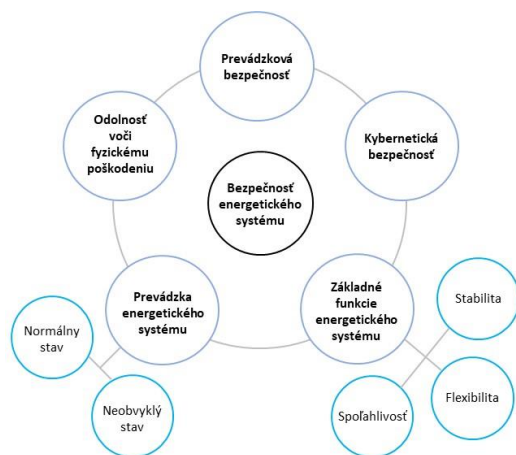 Prevádzková
bezpečnosť
Odolnosť
voči
fyzickému
poškodeniu
Kybernetická
bezpečnosť
Bezpečnosť
energetického
systému
Prevádzka
energetického
systému
Základné
funkcie
energetického
systému
Normálny
stav
Neobvyklý
stav
Stabilita
Flexibilita
Spoľahlivosť